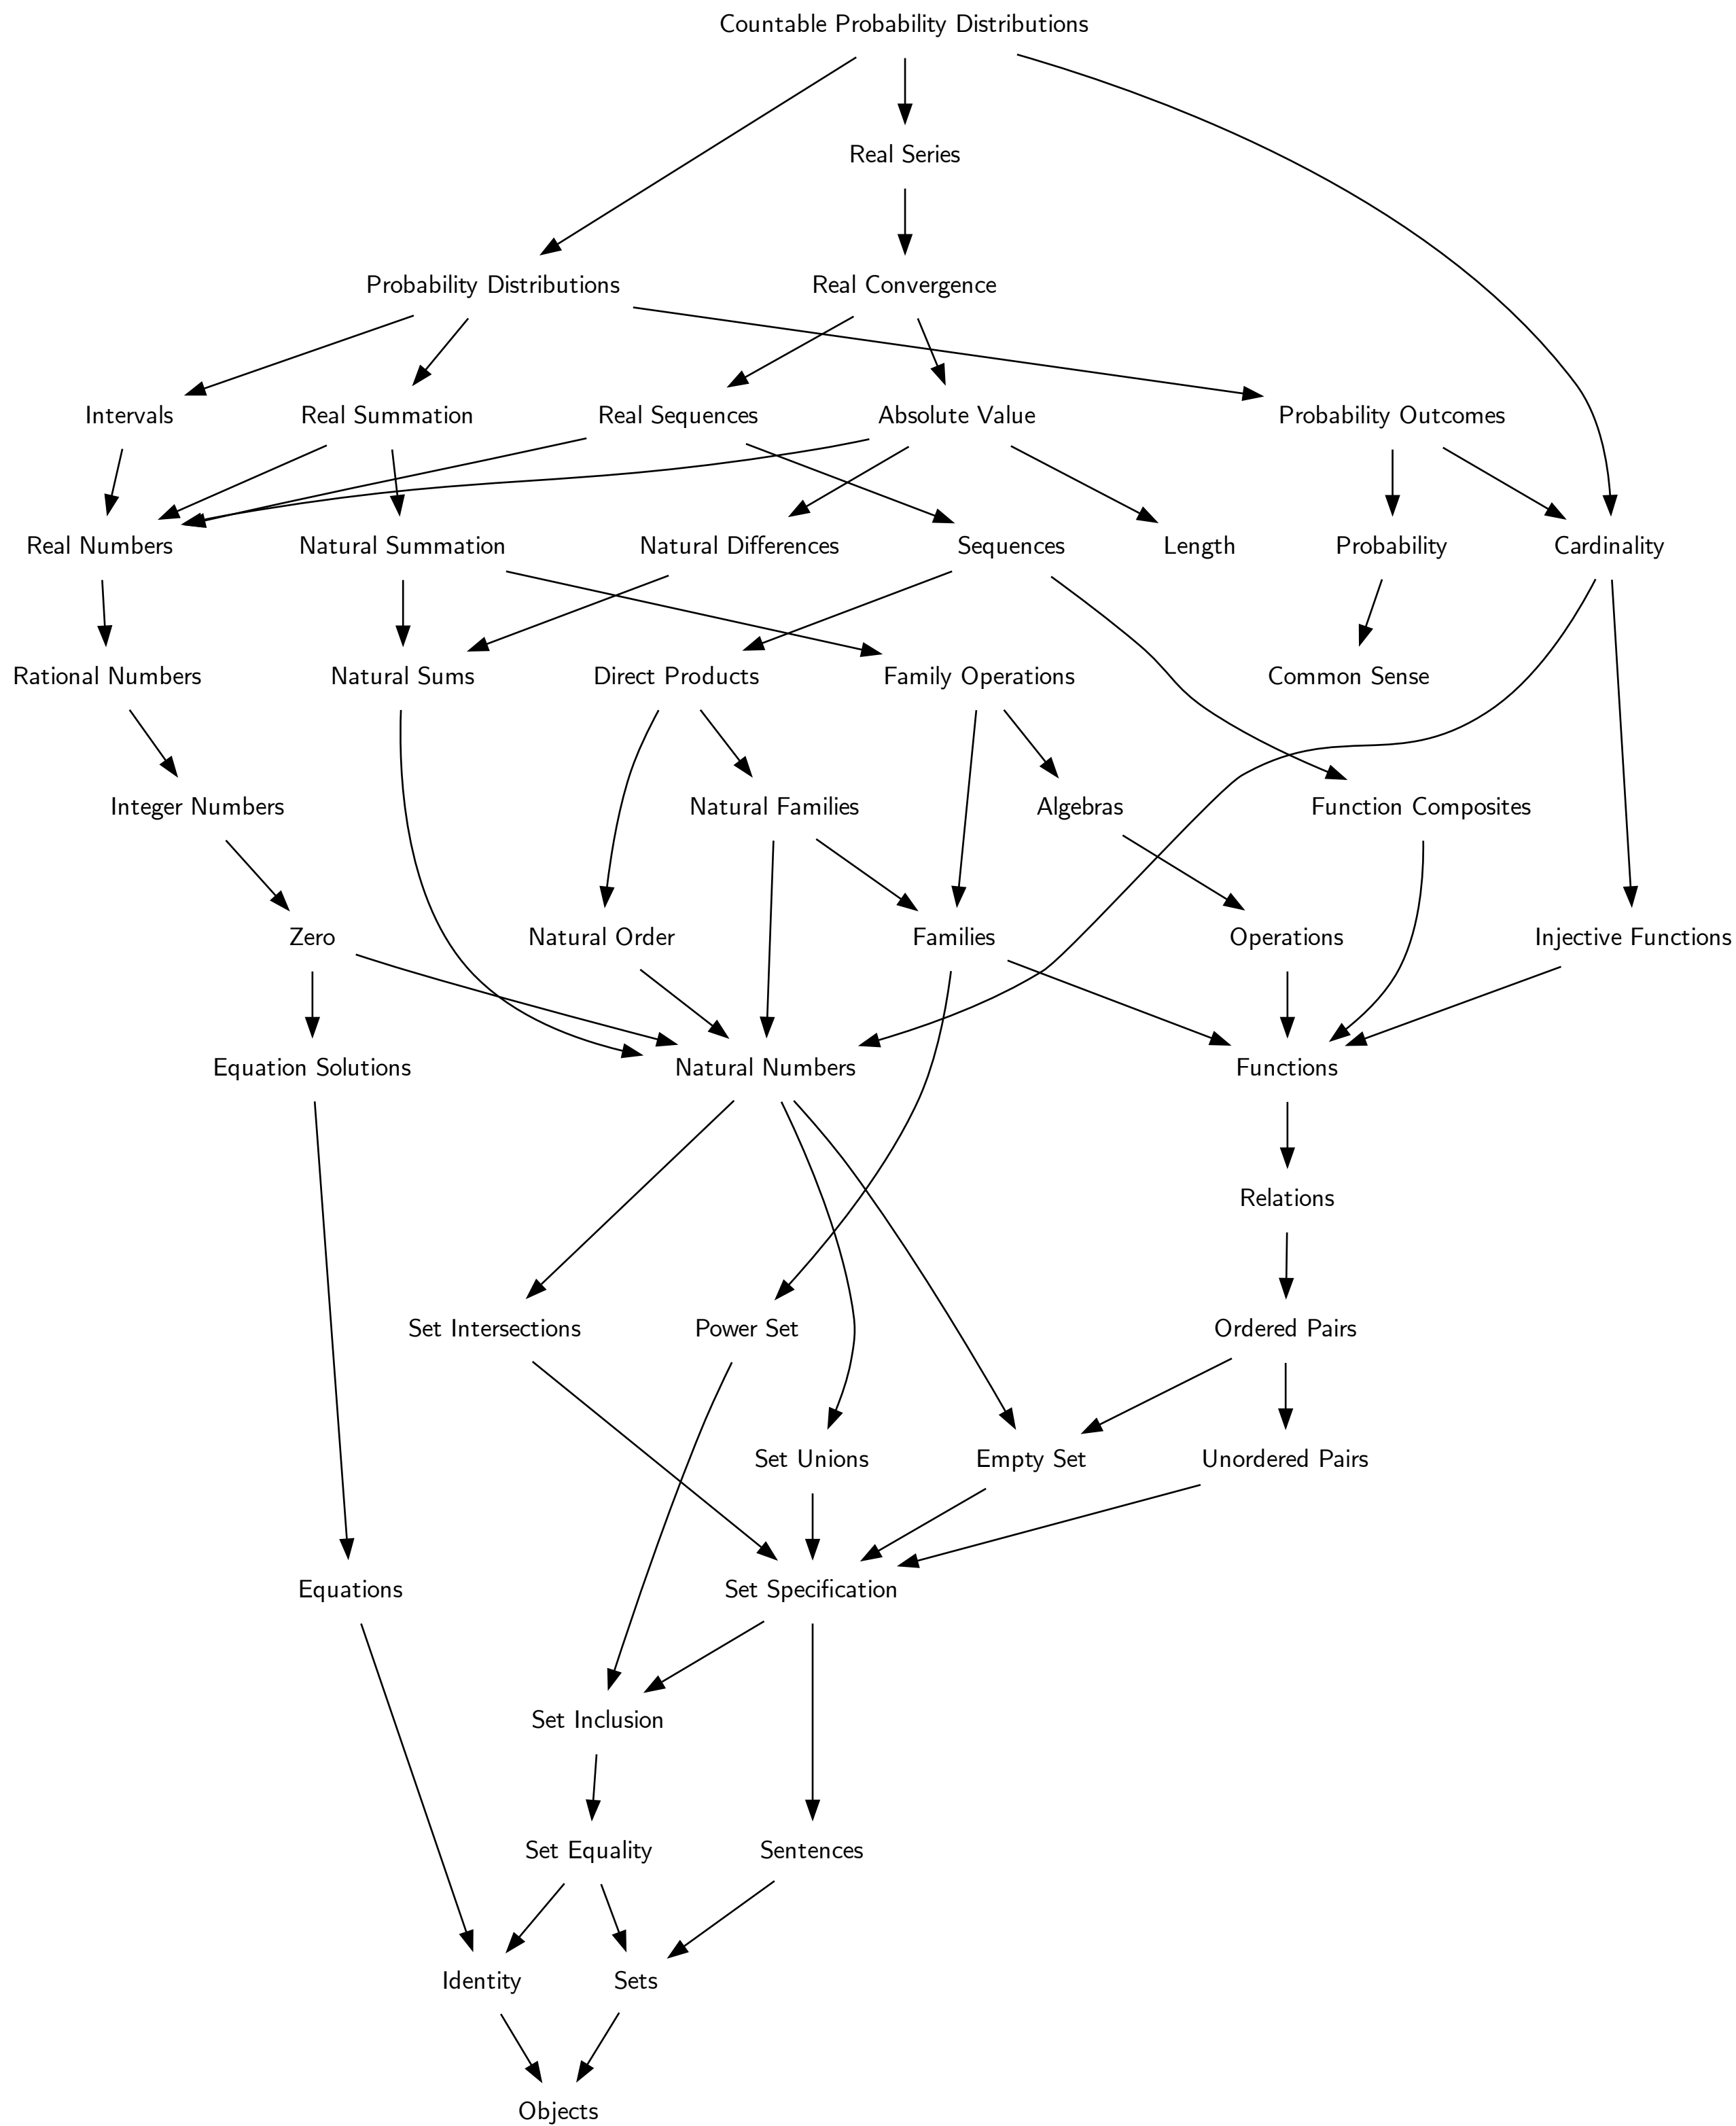 Countable Probability Distributions
Real Series
Probability Distributions
Real Convergence
Intervals
Real Summation
Real Sequences
Absolute Value
Probability Outcomes
Real Numbers
Natural Summation
Natural Differences
Sequences
Length
Probability
Cardinality
Rational Numbers
Natural Sums
Direct Products
Family Operations
Common Sense
Integer Numbers
Natural Families
Algebras
Function Composites
Zero
Natural Order
Families
Operations
Injective Functions
Equation Solutions
Natural Numbers
Functions
Relations
Set Intersections
Power Set
Ordered Pairs
Set Unions
Empty Set
Unordered Pairs
Equations
Set Specification
Set Inclusion
Set Equality
Sentences
Identity
Sets
Objects